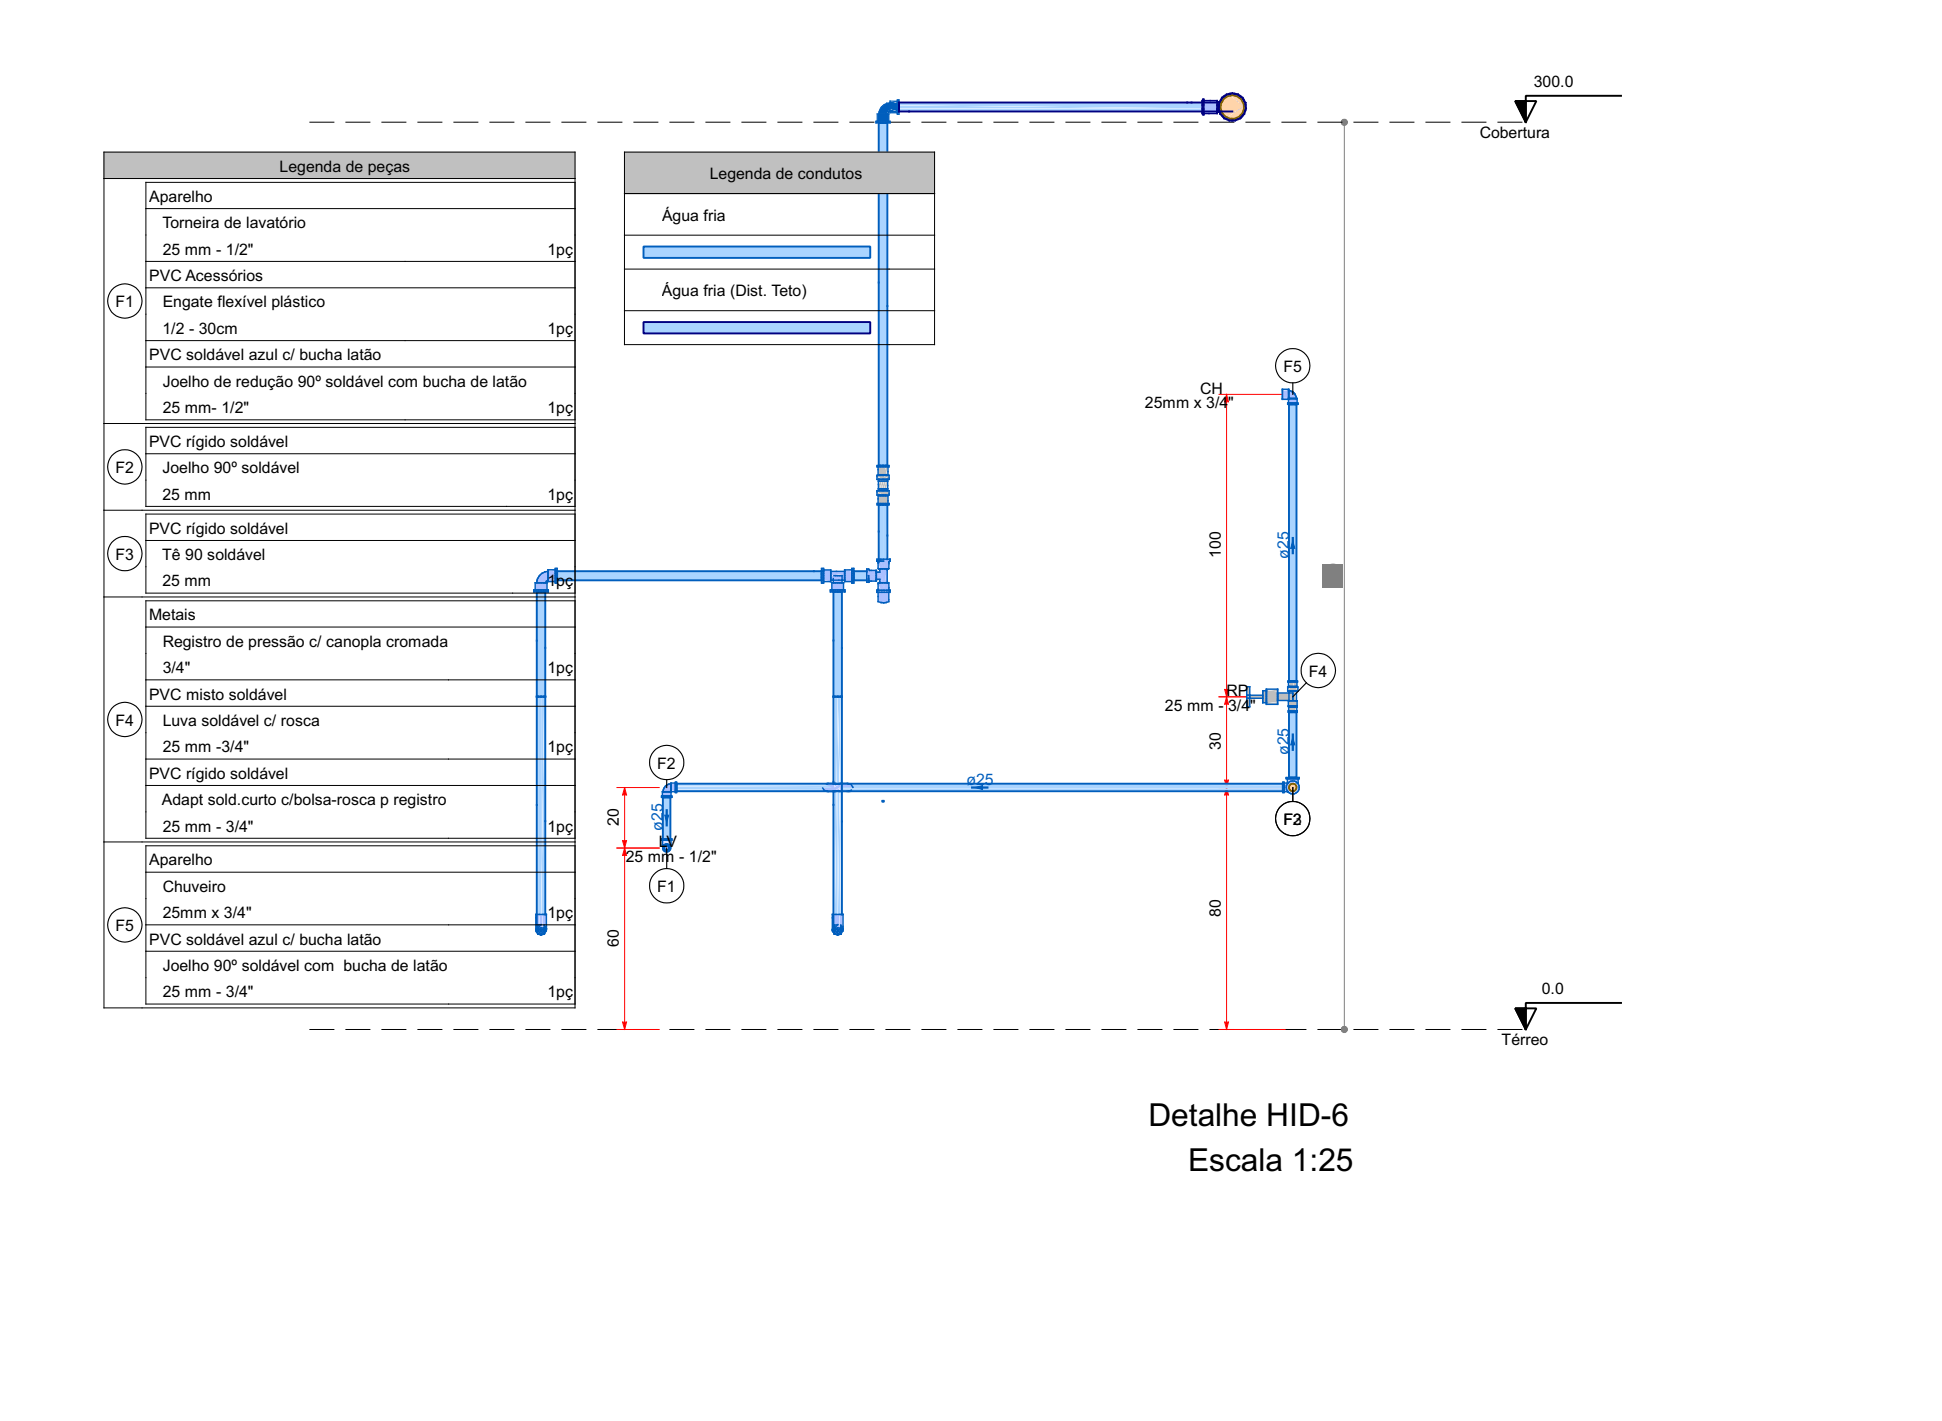 300.0
Cobertura
Legenda de peças
F1
Aparelho
Torneira de lavatório
25 mm - 1/2" 1pç
PVC Acessórios
Engate flexível plástico
1/2 - 30cm 1pç
PVC soldável azul c/ bucha latão
Joelho de redução 90º soldável com bucha de latão
25 mm- 1/2" 1pç
F2
PVC rígido soldável
Joelho 90º soldável
25 mm 1pç
F3
PVC rígido soldável
Tê 90 soldável
25 mm 1pç
F4
Metais
Registro de pressão c/ canopla cromada
3/4" 1pç
PVC misto soldável
Luva soldável c/ rosca
25 mm -3/4" 1pç
PVC rígido soldável
Adapt sold.curto c/bolsa-rosca p registro
25 mm - 3/4" 1pç
F5
Aparelho
Chuveiro
25mm x 3/4" 1pç
PVC soldável azul c/ bucha latão
Joelho 90º soldável com  bucha de latão
25 mm - 3/4" 1pç
Legenda de condutos
Água fria
Água fria (Dist. Teto)
F5
CH
25mm x 3/4"
100
ø25
F4
RP
25 mm - 3/4"
30
ø25
F2
ø25
20
ø25
LV
25 mm - 1/2"
F1
60
80
0.0
Térreo
Detalhe HID-6
Escala 1:25